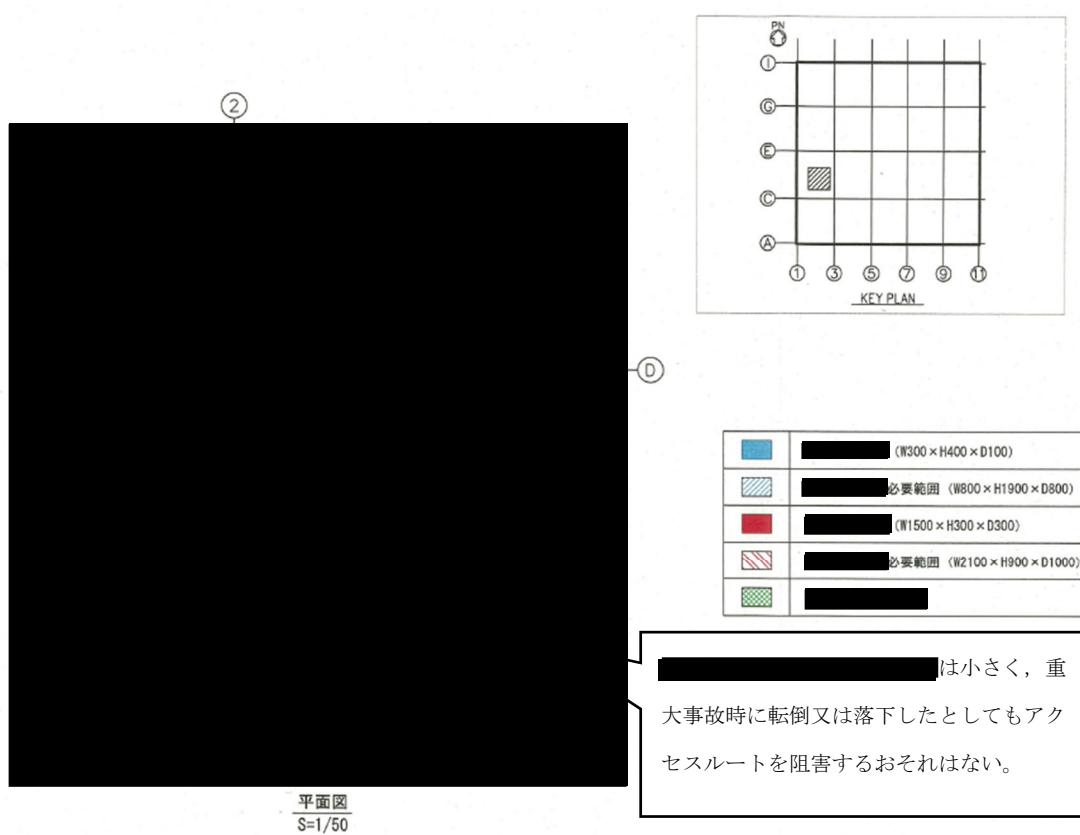 2
D
平面図
S=1/50
PN
I
G
E
C
A
1 3 5 7 9 11
KEY PLAN
(W300×H400×D100)
必要範囲 (W800×H1900×D800)
(W1500×H300×D300)
必要範囲 (W2100×H900×D1000)
は小さく，重
大事故時に転倒又は落下したとしてもアク
セスルートを阻害するおそれはない。